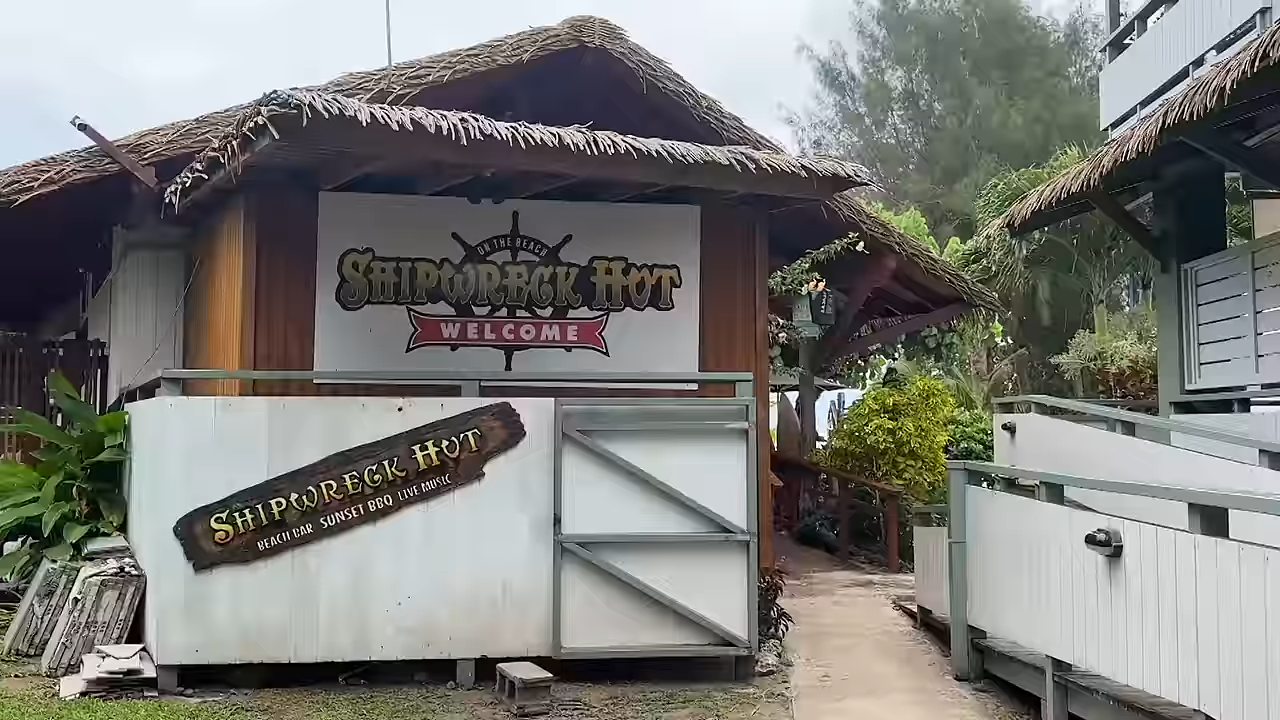 ON THE BEACH
SHIPWRECK HUT
WELCOME
SHIPWRECK HUT
BEACH BAR SUNSET BBQ LIVE MUSIC